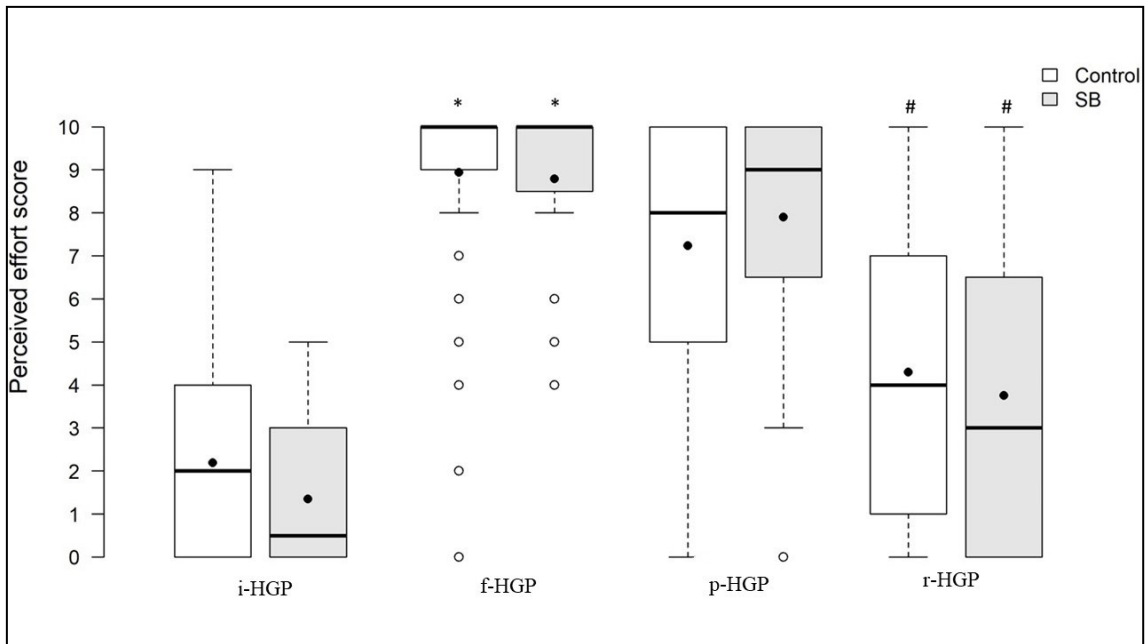 Control
SB
* * # #
10
9
8
7
6
5
4
3
2
1
0
Perceived effort score
i-HGP f-HGP p-HGP r-HGP